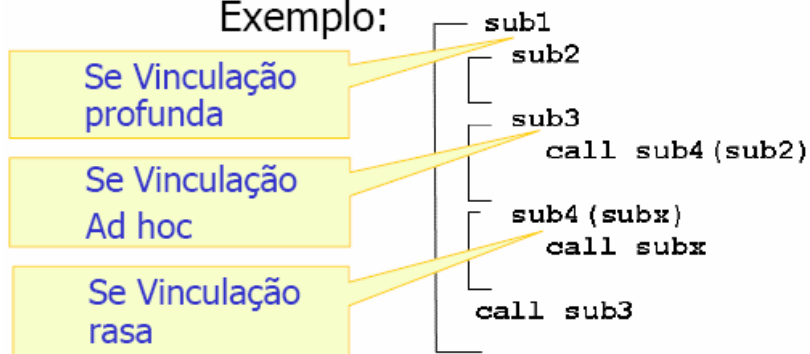 Exemplo:
Se Vinculação
profunda
Se Vinculação
Ad hoc
Se Vinculação
rasa
sub1
sub2
sub3
call sub4(sub2)
sub4(subx)
call subx
call sub3